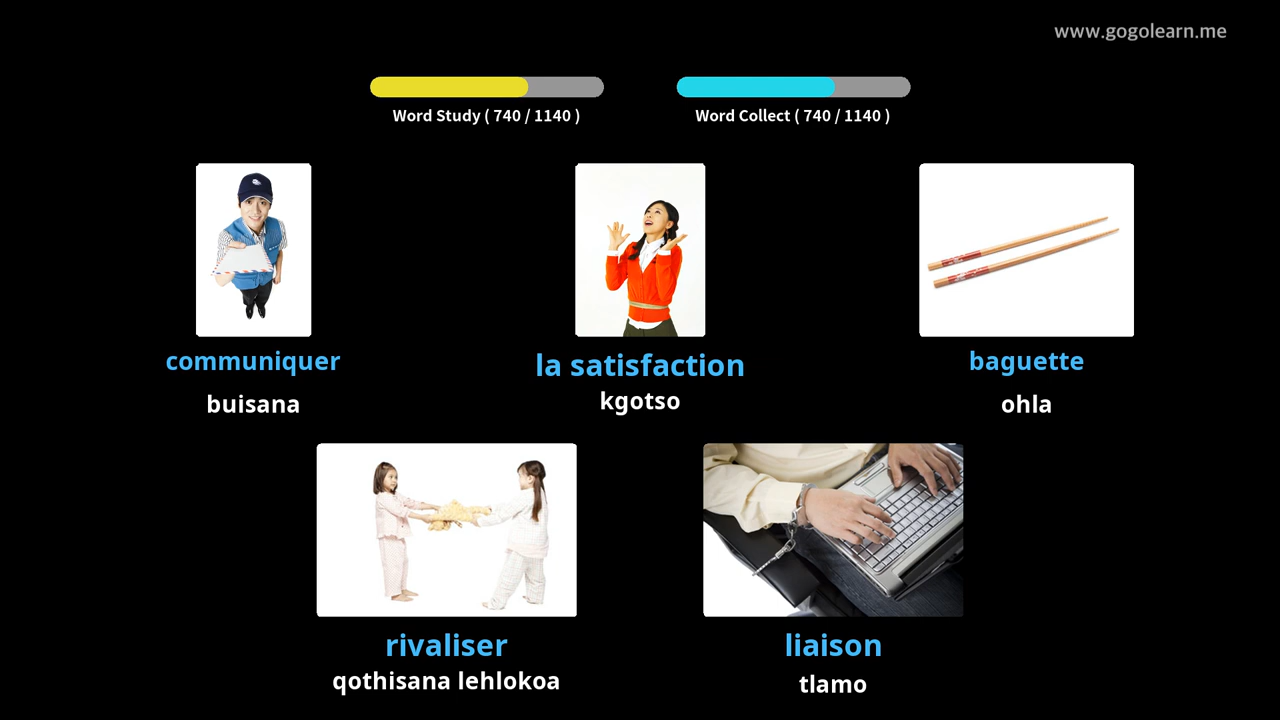 www.gogolearn.me
Word Study ( 740 / 1140 )
Word Collect ( 740 / 1140 )
communiquer
buisana
la satisfaction
kgotso
baguette
ohla
rivaliser
qothisana lehlokoa
liaison
tlamo